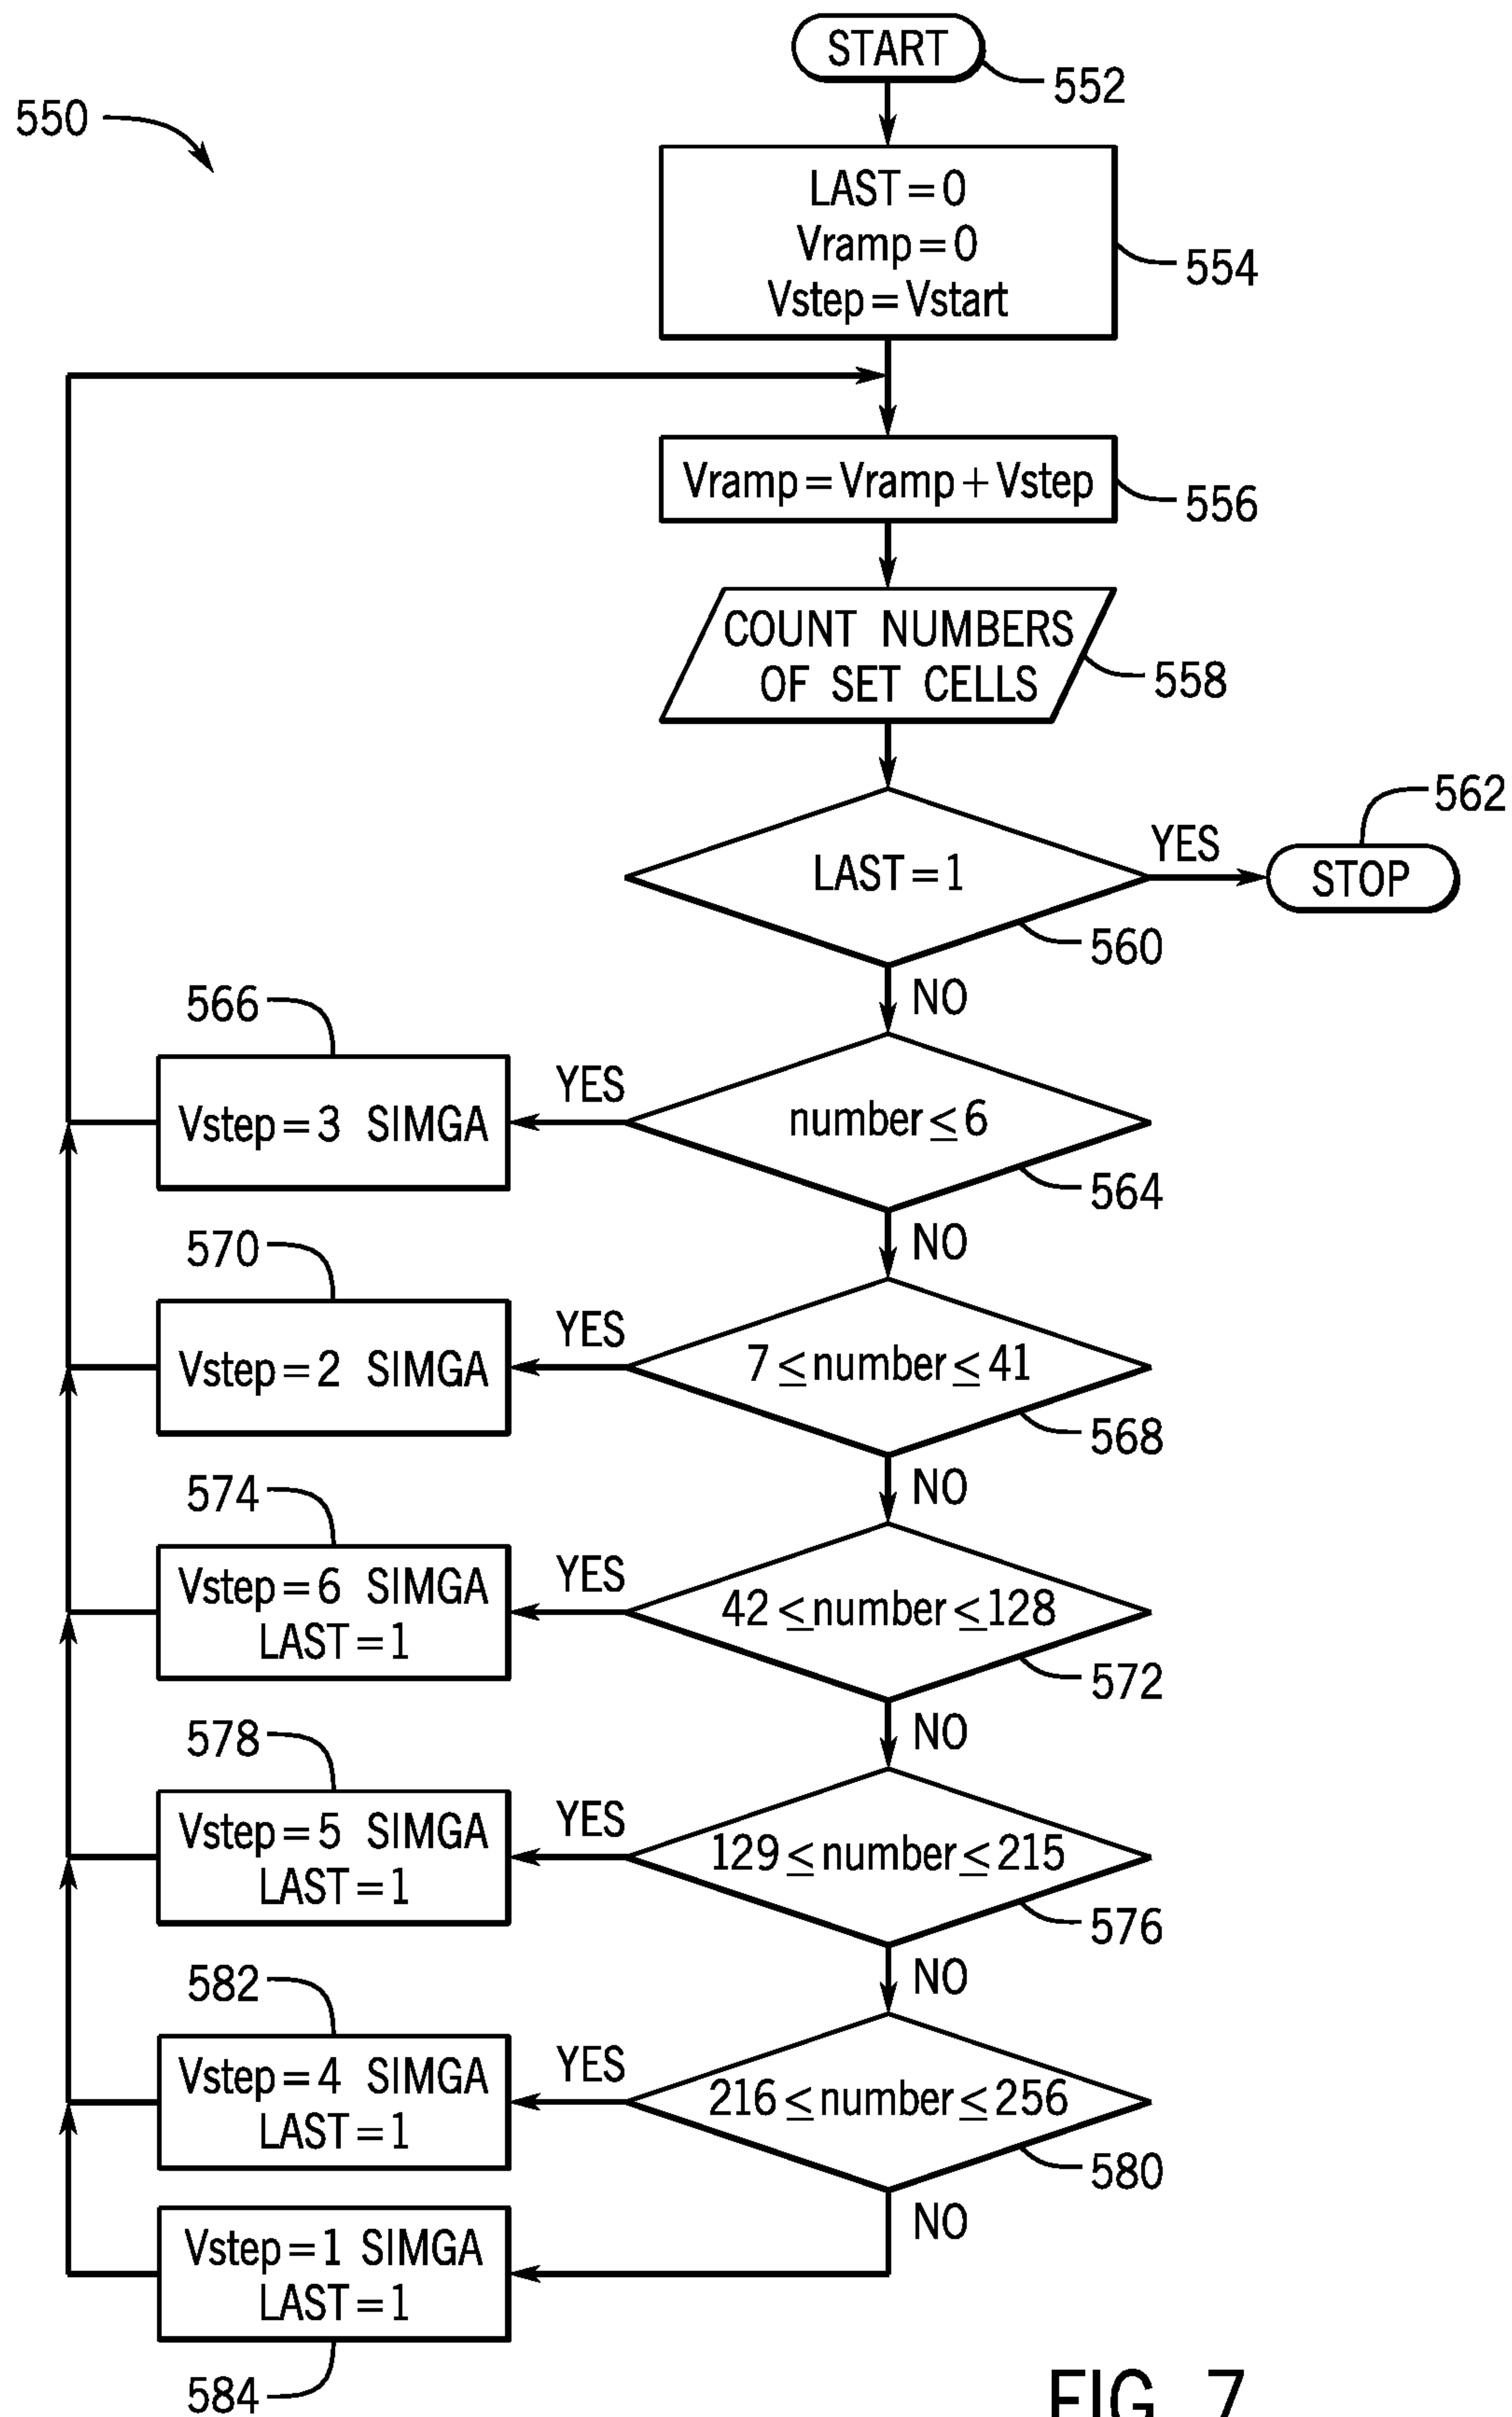 START
552
550
LAST=0
Vramp=0
Vstep=Vstart
554
Vramp=Vramp+Vstep
556
COUNT NUMBERS
OF SET CELLS
558
LAST=1
YES
STOP
562
560
NO
number≤6
564
YES
566
Vstep=3 SIMGA
NO
7≤number≤41
568
YES
570
Vstep=2 SIMGA
NO
42≤number≤128
572
YES
574
Vstep=6 SIMGA
LAST=1
NO
129≤number≤215
576
YES
578
Vstep=5 SIMGA
LAST=1
NO
216≤number≤256
580
YES
582
Vstep=4 SIMGA
LAST=1
NO
Vstep=1 SIMGA
LAST=1
584
FIG. 7